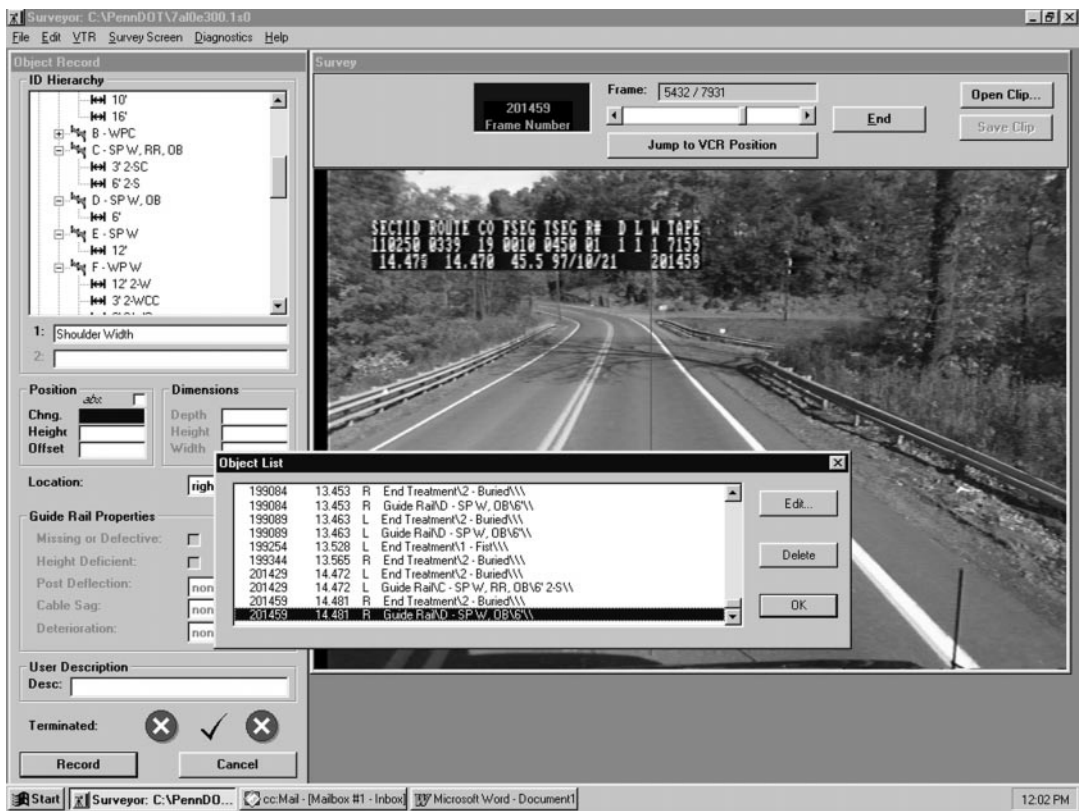 Surveyor: C:\PennDOT\7al0e300.1s0
File Edit VTR Survey Screen Diagnostics Help
Object Record
ID Hierarchy
10'
16'
B - WPC
C - SP W, RR, OB
3' 2-SC
6' 2-S
D - SP W, OB
6'
E - SP W
12'
F - WP W
12' 2-W
3' 2-WCC
1: Shoulder Width
2:
Position
abs
Chng.
Height
Offset
Dimensions
Depth
Height
Width
Location: righ
Guide Rail Properties
Missing or Defective:
Height Deficient:
Post Deflection: non
Cable Sag: non
Deterioration: non
User Description
Desc:
Terminated:
Record Cancel
Survey
201459
Frame Number
Frame: 5432 / 7931
Jump to VCR Position
End
Open Clip...
Save Clip
SECTID ROUTE CO FSEG TSEG R# D L W TAPE
110250 0339 19 0010 0450 01 1 1 1 7159
14.470 45.5 97/10/21 201459
Object List
199084 13.453 R End Treatment\2 - Buried\\\
199084 13.453 R Guide Rail\D - SP W, OB\6'\\
199089 13.463 L End Treatment\2 - Buried\\\
199089 13.463 L Guide Rail\D - SP W, OB\6'\\
199254 13.528 L End Treatment\1 - Fist\\\
199344 13.565 R End Treatment\2 - Buried\\\
201429 14.472 L End Treatment\2 - Buried\\\
201429 14.472 L Guide Rail\C - SP W, RR, OB\6' 2-S\\
201459 14.481 R End Treatment\2 - Buried\\\
201459 14.481 R Guide Rail\D - SP W, OB\6'\\
Edit...
Delete
OK
Start Surveyor: C:\PennDO... cc:Mail - [Mailbox #1 - Inbox] Microsoft Word - Document1 12:02 PM